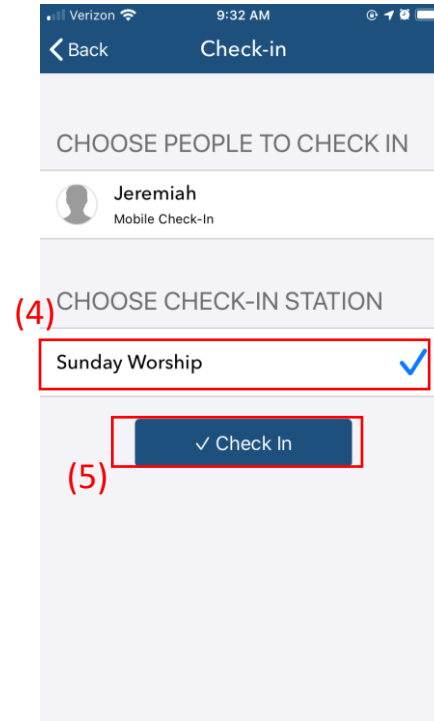 Verizon 9:32 AM
Back Check-in
CHOOSE PEOPLE TO CHECK IN
Jeremiah
Mobile Check-In
(4) CHOOSE CHECK-IN STATION
Sunday Worship
✓ Check In
(5)